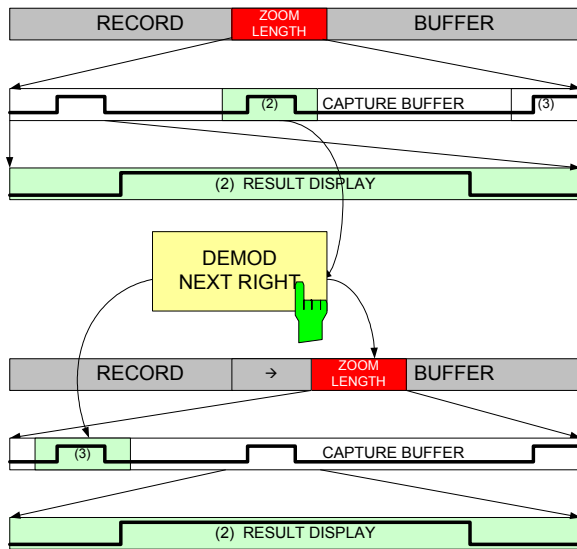 RECORD
ZOOM
LENGTH
BUFFER
(2)
CAPTURE BUFFER
(3)
(2) RESULT DISPLAY
DEMOD
NEXT RIGHT
RECORD
→
ZOOM
LENGTH
BUFFER
(3)
CAPTURE BUFFER
(2) RESULT DISPLAY